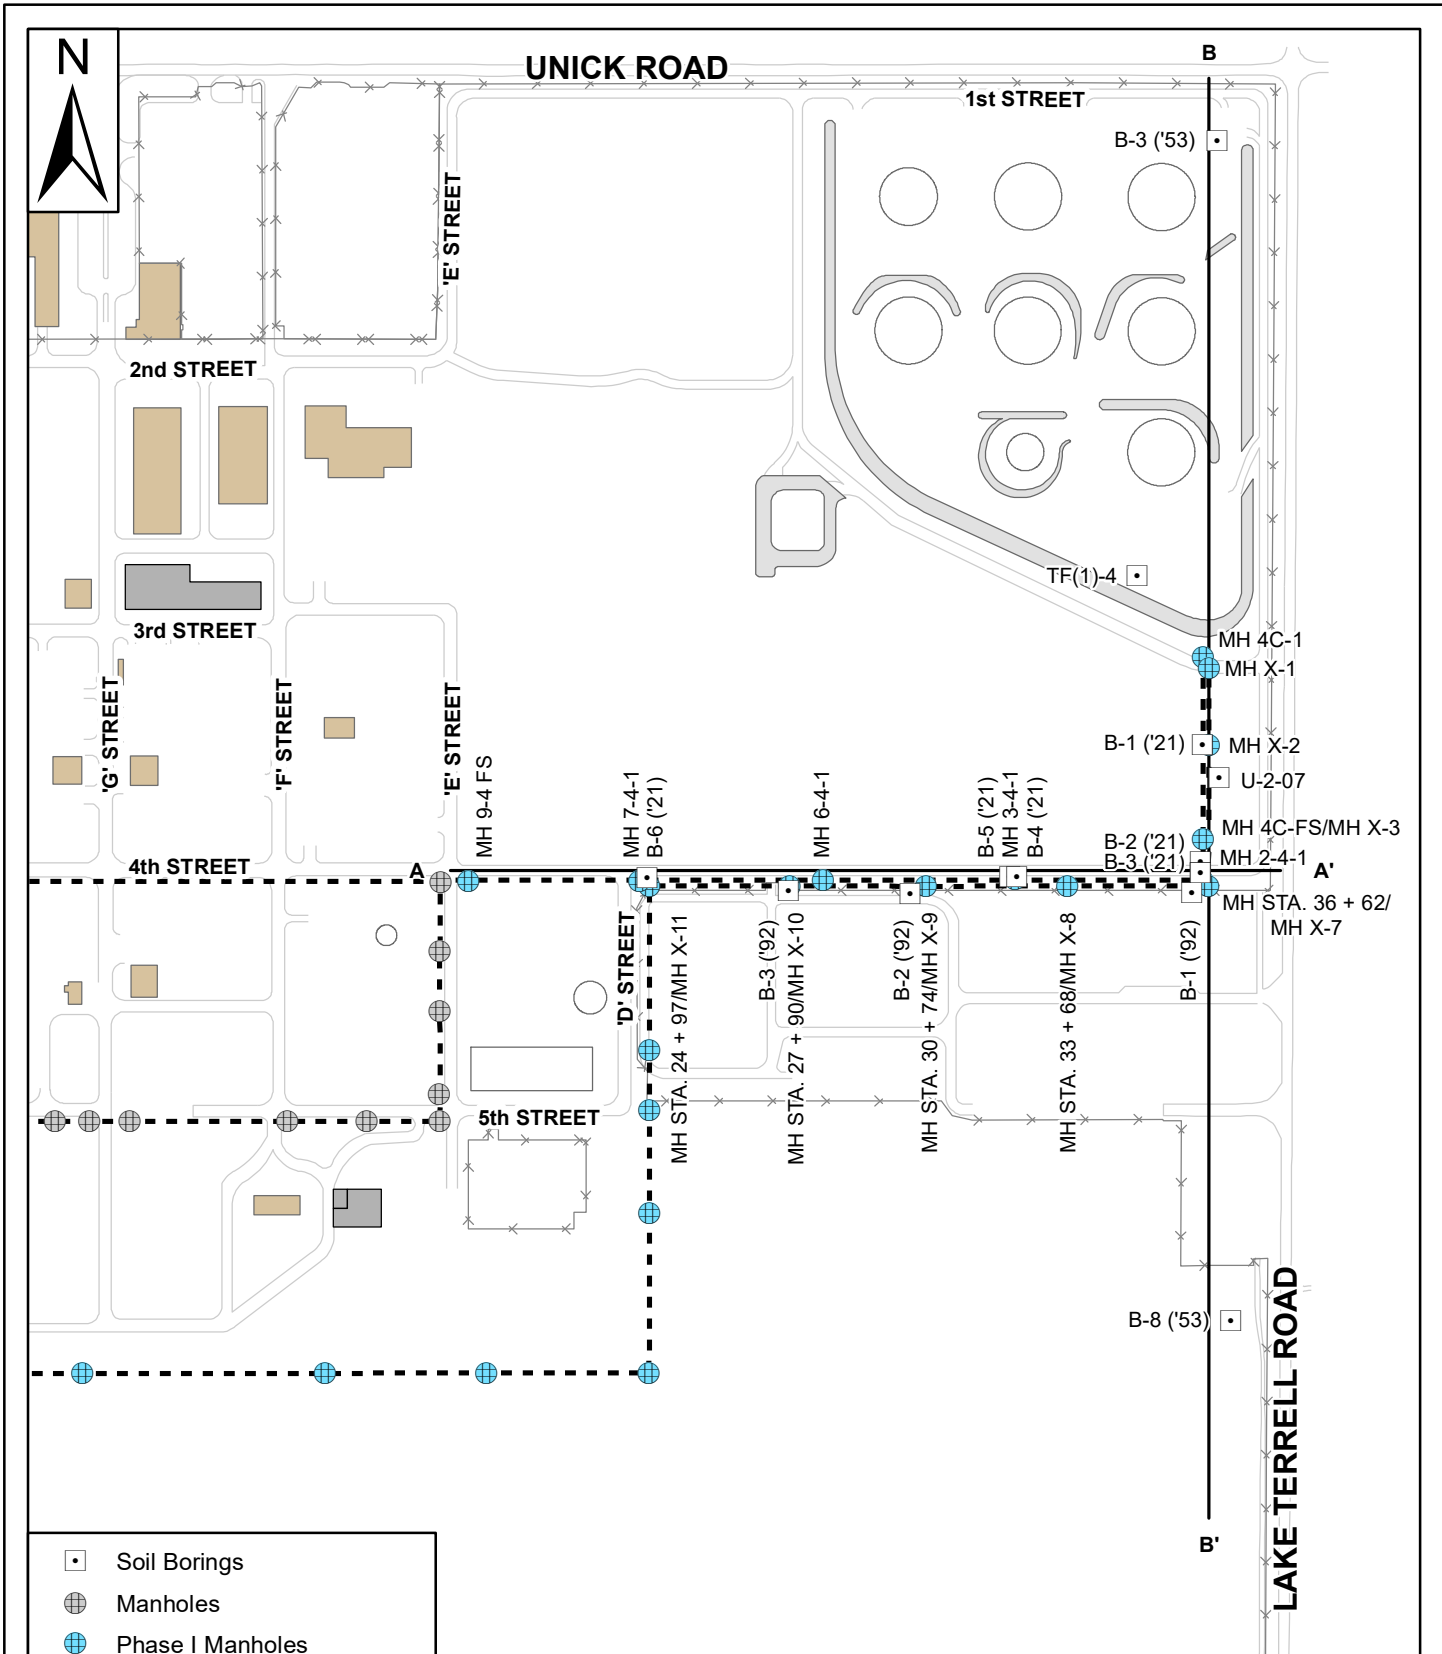 N
UNICK ROAD
B
1st STREET
B-3 ('53)
'E' STREET
2nd STREET
TF(1)-4
3rd STREET
MH 4C-1
MH X-1
'G' STREET
'F' STREET
'E' STREET
B-1 ('21)
MH X-2
U-2-07
MH 9-4 FS
MH 7-4-1
B-6 ('21)
MH 6-4-1
B-5 ('21)
MH 3-4-1
B-4 ('21)
MH 4C-FS/MH X-3
B-2 ('21)
MH 2-4-1
B-3 ('21)
4th STREET
A
A'
MH STA. 36 + 62/
MH X-7
'D' STREET
MH STA. 24 + 97/MH X-11
B-3 ('92)
MH STA. 27 + 90/MH X-10
B-2 ('92)
MH STA. 30 + 74/MH X-9
MH STA. 33 + 68/MH X-8
B-1 ('92)
5th STREET
B-8 ('53)
LAKE TERRELL ROAD
B'
Soil Borings
Manholes
Phase I Manholes